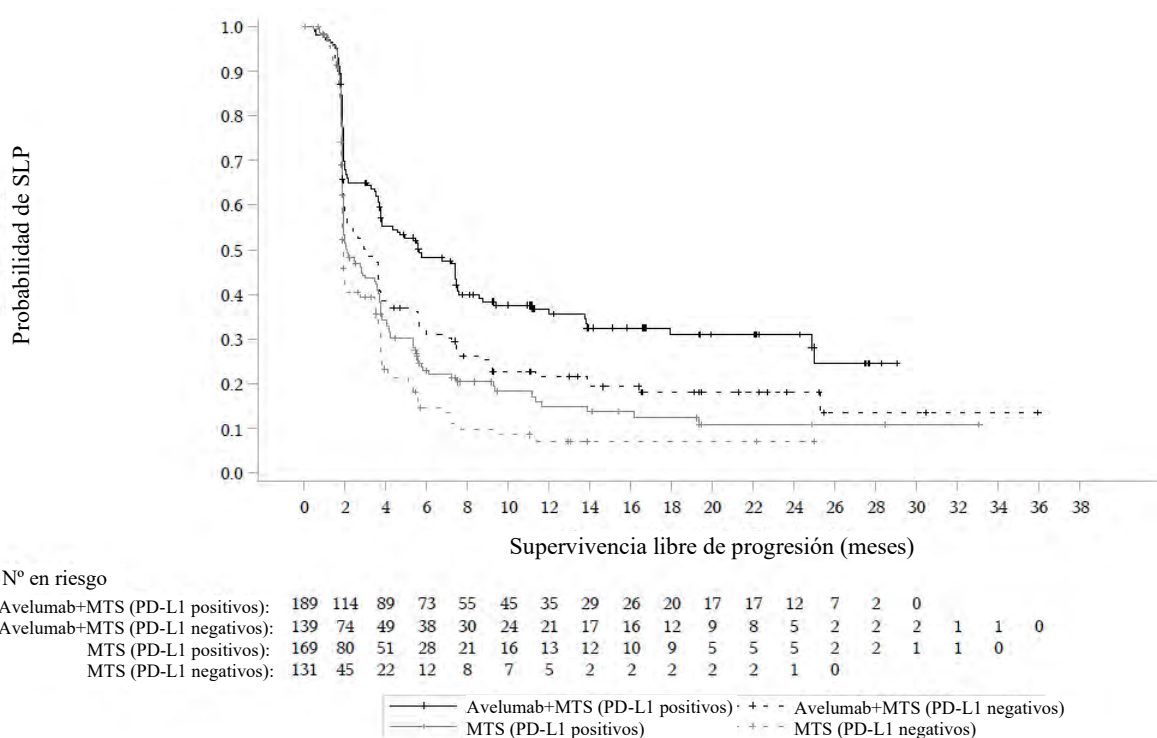 1.0
0.9
0.8
0.7
0.6
0.5
0.4
0.3
0.2
0.1
0.0
Probabilidad de SLP
0 2 4 6 8 10 12 14 16 18 20 22 24 26 28 30 32 34 36 38
Supervivencia libre de progresión (meses)
Nº en riesgo
Avelumab+MTS (PD-L1 positivos): 189 114 89 73 55 45 35 29 26 20 17 17 12 7 2 0
Avelumab+MTS (PD-L1 negativos): 139 74 49 38 30 24 21 17 16 12 9 8 5 2 2 2 1 1 0
MTS (PD-L1 positivos): 169 80 51 28 21 16 13 12 10 9 5 5 5 2 2 1 1 0
MTS (PD-L1 negativos): 131 45 22 12 8 7 5 2 2 2 2 2 1 0
Avelumab+MTS (PD-L1 positivos) Avelumab+MTS (PD-L1 negativos)
MTS (PD-L1 positivos) MTS (PD-L1 negativos)